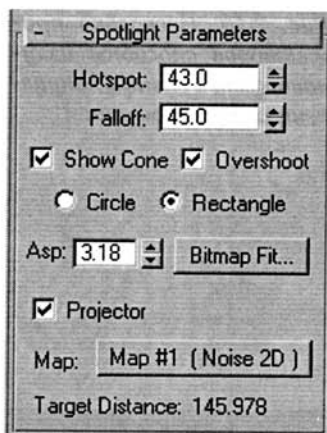 - Spotlight Parameters
Hotspot: 43.0
Falloff: 45.0
Show Cone Overshoot
Circle Rectangle
Asp: 3.18 Bitmap Fit...
Projector
Map: Map #1 ( Noise 2D )
Target Distance: 145.978